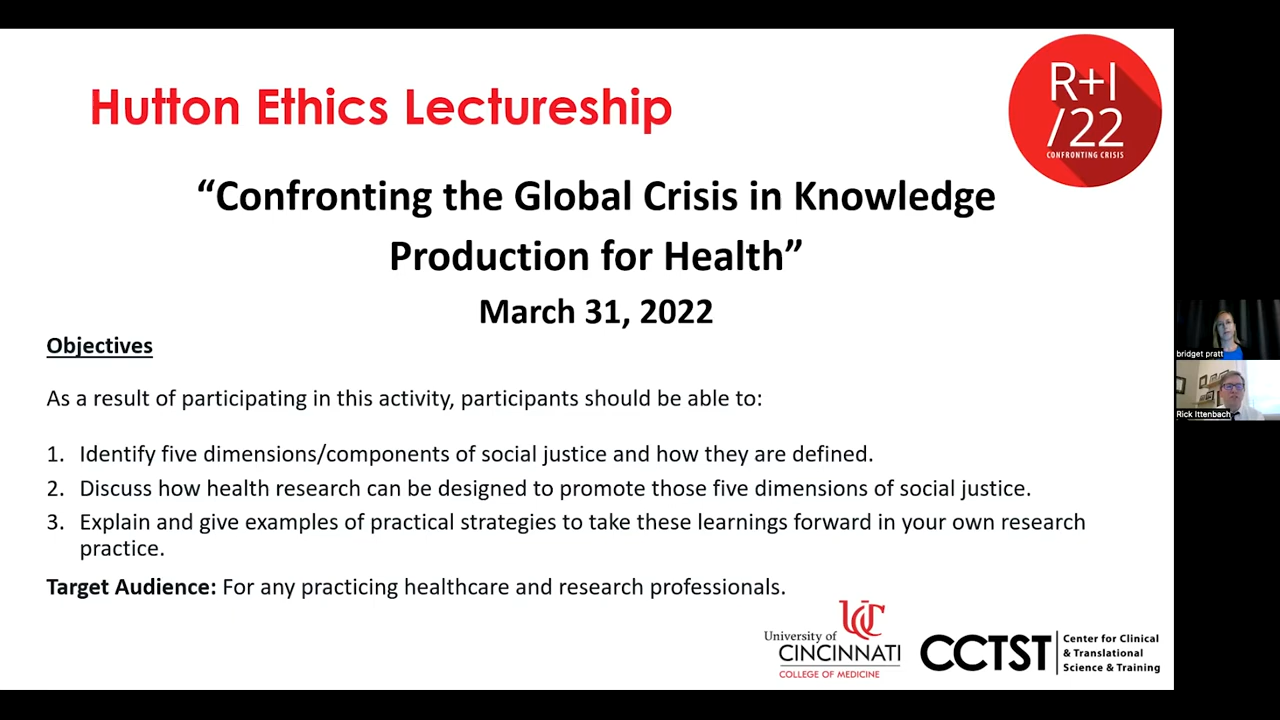 Hutton Ethics Lectureship
R+I
/22
CONFRONTING CRISIS
“Confronting the Global Crisis in Knowledge
Production for Health”
March 31, 2022
Objectives
As a result of participating in this activity, participants should be able to:
1. Identify five dimensions/components of social justice and how they are defined.
2. Discuss how health research can be designed to promote those five dimensions of social justice.
3. Explain and give examples of practical strategies to take these learnings forward in your own research
practice.
Target Audience: For any practicing healthcare and research professionals.
bridget pratt
Rick Ittenbach
UC
University of
CINCINNATI
COLLEGE OF MEDICINE
CCTST
Center for Clinical
& Translational
Science & Training